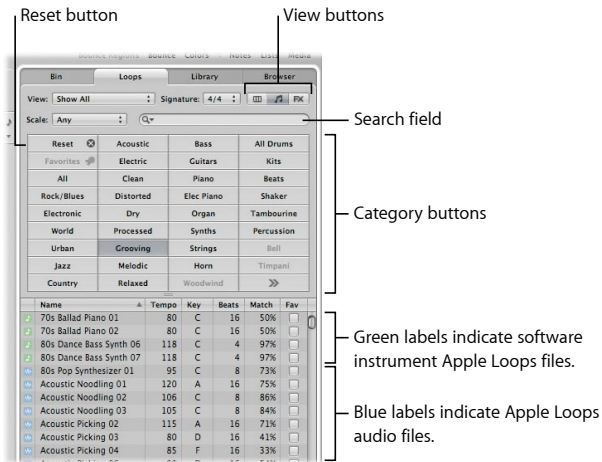 Reset button
View buttons
Bounce Regions Bounce Colors Notes Lists Media
Bin Loops Library Browser
View: Show All Signature: 4/4 FX
Scale: Any
Search field
Reset Acoustic Bass All Drums
Favorites Electric Guitars Kits
All Clean Piano Beats
Rock/Blues Distorted Elec Piano Shaker
Electronic Dry Organ Tambourine
World Processed Synths Percussion
Urban Grooving Strings Bell
Jazz Melodic Horn Timpani
Country Relaxed Woodwind
Category buttons
Name Tempo Key Beats Match Fav
70s Ballad Piano 01 80 C 16 50%
70s Ballad Piano 02 80 C 16 50%
80s Dance Bass Synth 06 118 C 4 97%
80s Dance Bass Synth 07 118 C 4 97%
80s Pop Synthesizer 01 95 C 8 73%
Acoustic Noodling 01 120 A 16 75%
Acoustic Noodling 02 106 C 8 86%
Acoustic Noodling 03 105 C 8 84%
Acoustic Picking 02 115 A 16 71%
Acoustic Picking 03 80 D 16 41%
Acoustic Picking 04 85 F 16 33%
Green labels indicate software
instrument Apple Loops files.
Blue labels indicate Apple Loops
audio files.